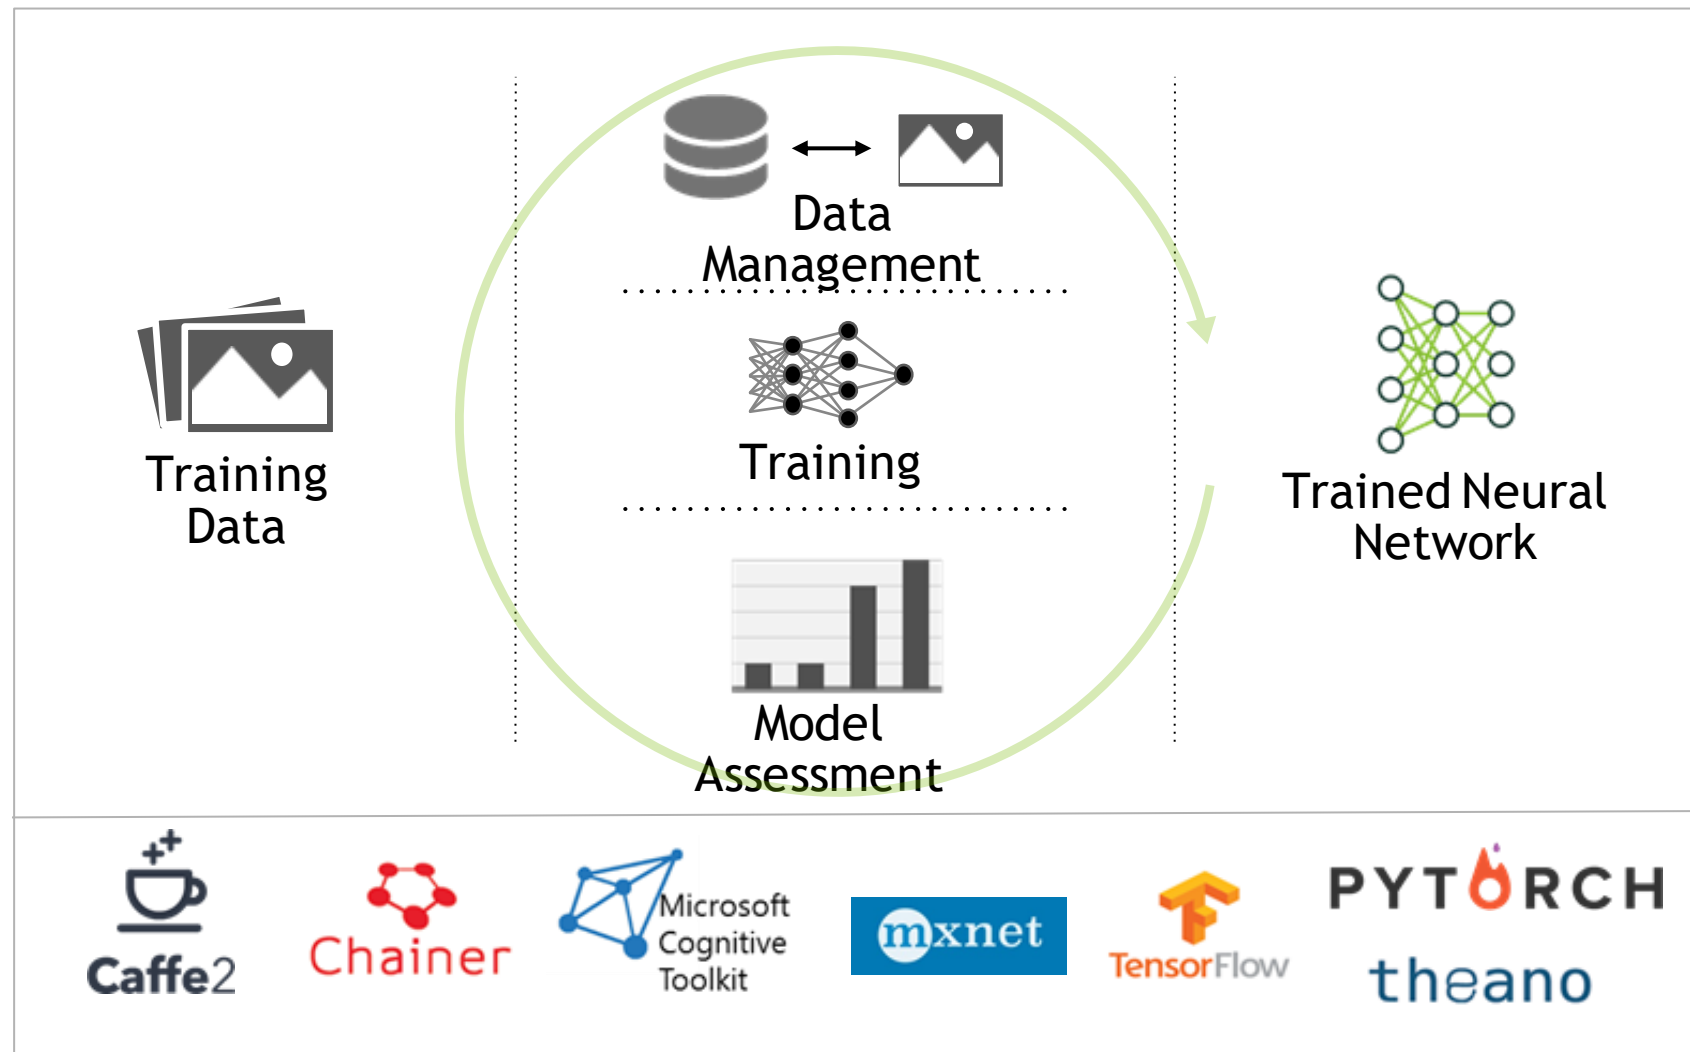 Data
Management
Training
Data
Training
Trained Neural
Network
Model
Assessment
Caffe2
Chainer
Microsoft
Cognitive
Toolkit
mxnet
TensorFlow
PYTORCH
theano